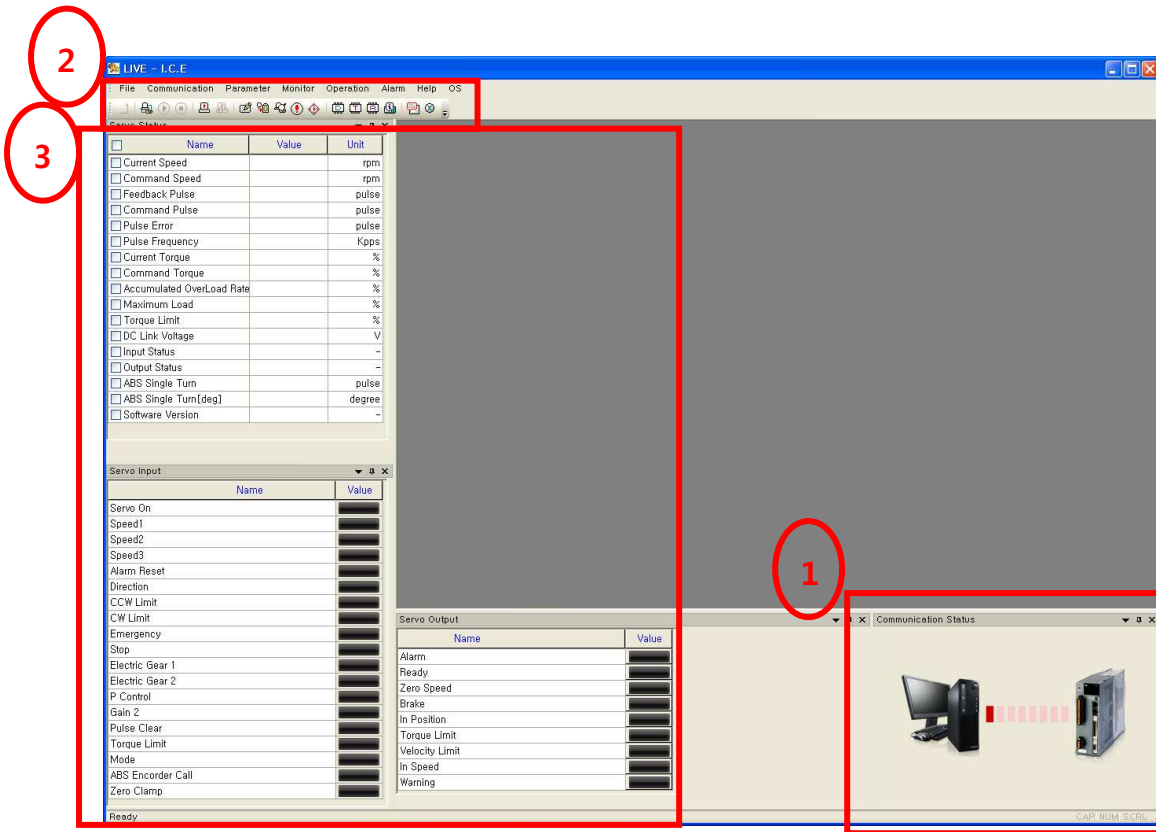 2
LIVE - I.C.E
File Communication Parameter Monitor Operation Alarm Help OS
3
Servo Status
Name Value Unit
Current Speed rpm
Command Speed rpm
Feedback Pulse pulse
Command Pulse pulse
Pulse Error pulse
Pulse Frequency Kpps
Current Torque %
Command Torque %
Accumulated OverLoad Rate %
Maximum Load %
Torque Limit %
DC Link Voltage V
Input Status -
Output Status -
ABS Single Turn pulse
ABS Single Turn[deg] degree
Software Version -
Servo Input
Name Value
Servo On
Speed1
Speed2
Speed3
Alarm Reset
Direction
CCW Limit
CW Limit
Emergency
Stop
Electric Gear 1
Electric Gear 2
P Control
Gain 2
Pulse Clear
Torque Limit
Mode
ABS Encorder Call
Zero Clamp
Servo Output
Name Value
Alarm
Ready
Zero Speed
Brake
In Position
Torque Limit
Velocity Limit
In Speed
Warning
1
Communication Status
Ready
CAP NUM SCRL